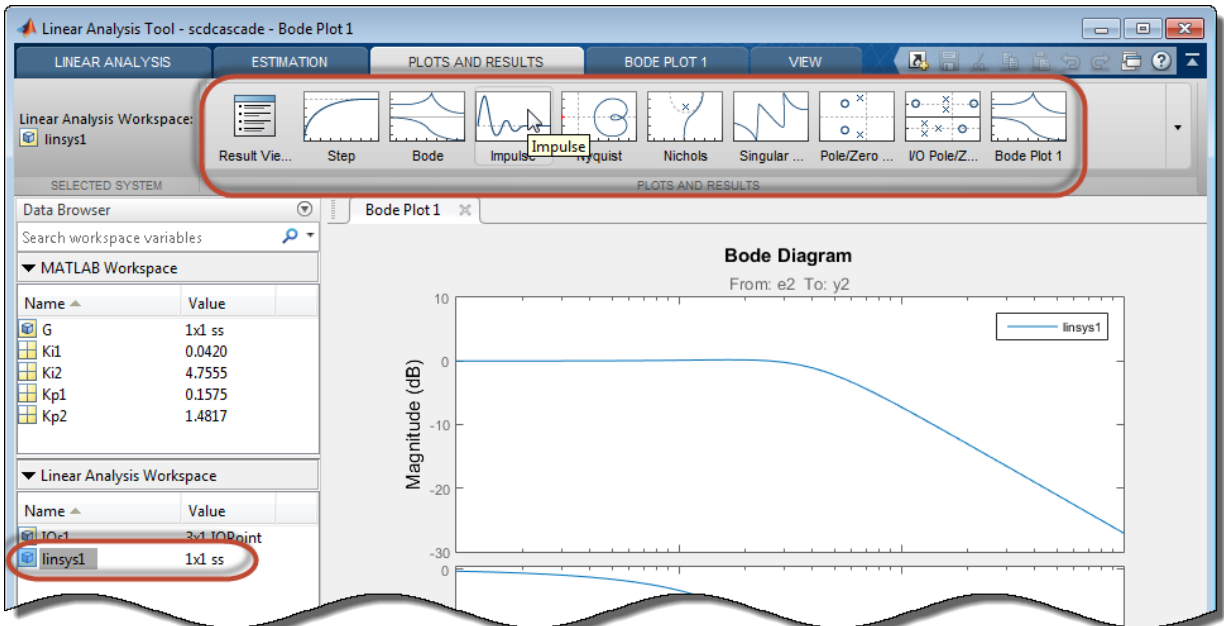 Linear Analysis Tool - scdcascade - Bode Plot 1
LINEAR ANALYSIS ESTIMATION PLOTS AND RESULTS BODE PLOT 1 VIEW
Linear Analysis Workspace:
linsys1
Result Vie... Step Bode Impulse Nyquist Nichols Singular ... Pole/Zero ... I/O Pole/Z... Bode Plot 1
Impulse
SELECTED SYSTEM PLOTS AND RESULTS
Data Browser
Search workspace variables
MATLAB Workspace
Name Value
G 1x1 ss
Ki1 0.0420
Ki2 4.7555
Kp1 0.1575
Kp2 1.4817
Linear Analysis Workspace
Name Value
IOs1 3x1 IOPoint
linsys1 1x1 ss
Bode Plot 1
Bode Diagram
From: e2 To: y2
linsys1
Magnitude (dB)
10
0
-10
-20
-30
0